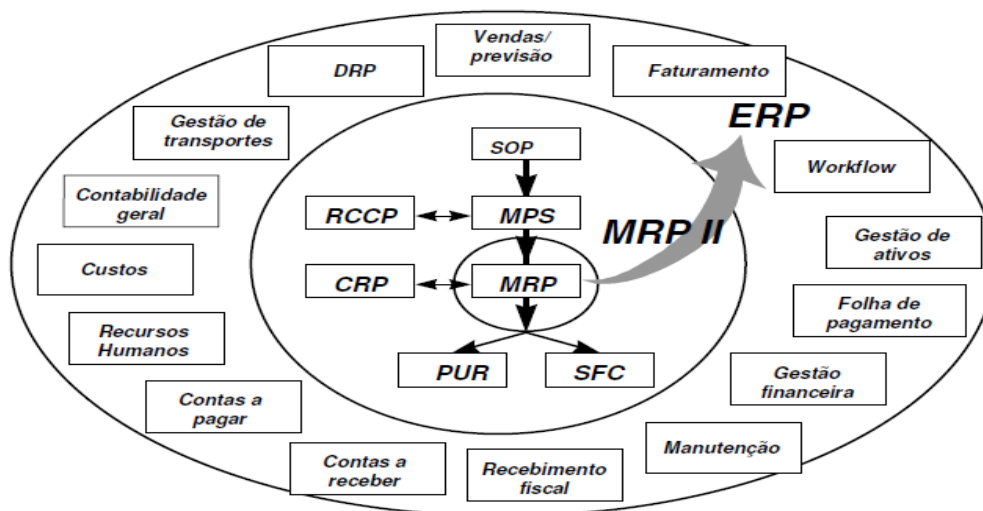 Vendas/
previsão
DRP
Faturamento
ERP
Gestão de
transportes
SOP
Workflow
Contabilidade
geral
RCCP
MPS
MRP II
Gestão de
ativos
Custos
CRP
MRP
Folha de
pagamento
Recursos
Humanos
PUR
SFC
Gestão
financeira
Contas a
pagar
Manutenção
Contas a
receber
Recebimento
fiscal